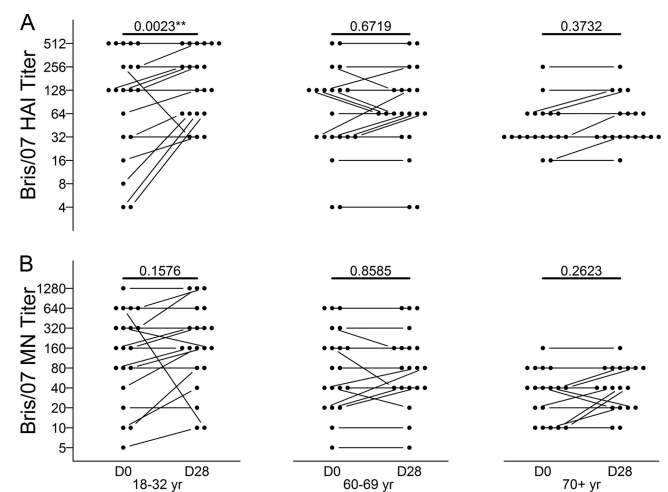 A
0.0023**
0.6719
0.3732
Bris/07 HAI Titer
512
256
128
64
32
16
8
4
B
0.1576
0.8585
0.2623
Bris/07 MN Titer
1280
640
320
160
80
40
20
10
5
D0 D28
18-32 yr
D0 D28
60-69 yr
D0 D28
70+ yr